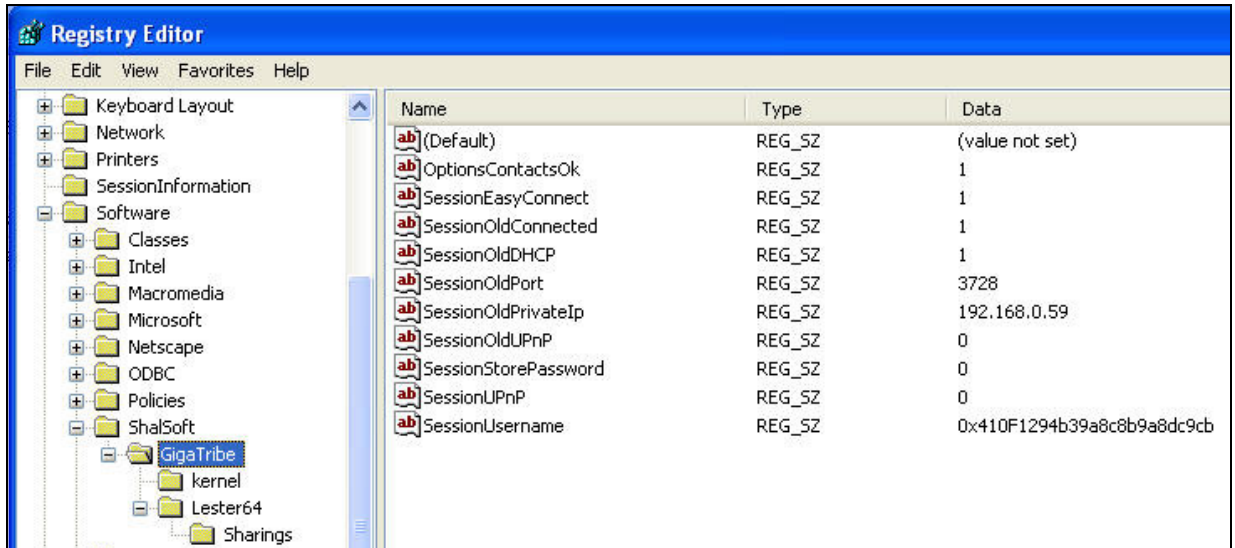 Registry Editor
File Edit View Favorites Help
Keyboard Layout
Network
Printers
SessionInformation
Software
Classes
Intel
Macromedia
Microsoft
Netscape
ODBC
Policies
ShalSoft
GigaTribe
kernel
Lester64
Sharings
Name Type Data
(Default) REG_SZ (value not set)
OptionsContactsOk REG_SZ 1
SessionEasyConnect REG_SZ 1
SessionOldConnected REG_SZ 1
SessionOldDHCP REG_SZ 1
SessionOldPort REG_SZ 3728
SessionOldPrivateIp REG_SZ 192.168.0.59
SessionOldUPnP REG_SZ 0
SessionStorePassword REG_SZ 0
SessionUPnP REG_SZ 0
SessionUsername REG_SZ 0x410F1294b39a8c8b9a8dc9cb